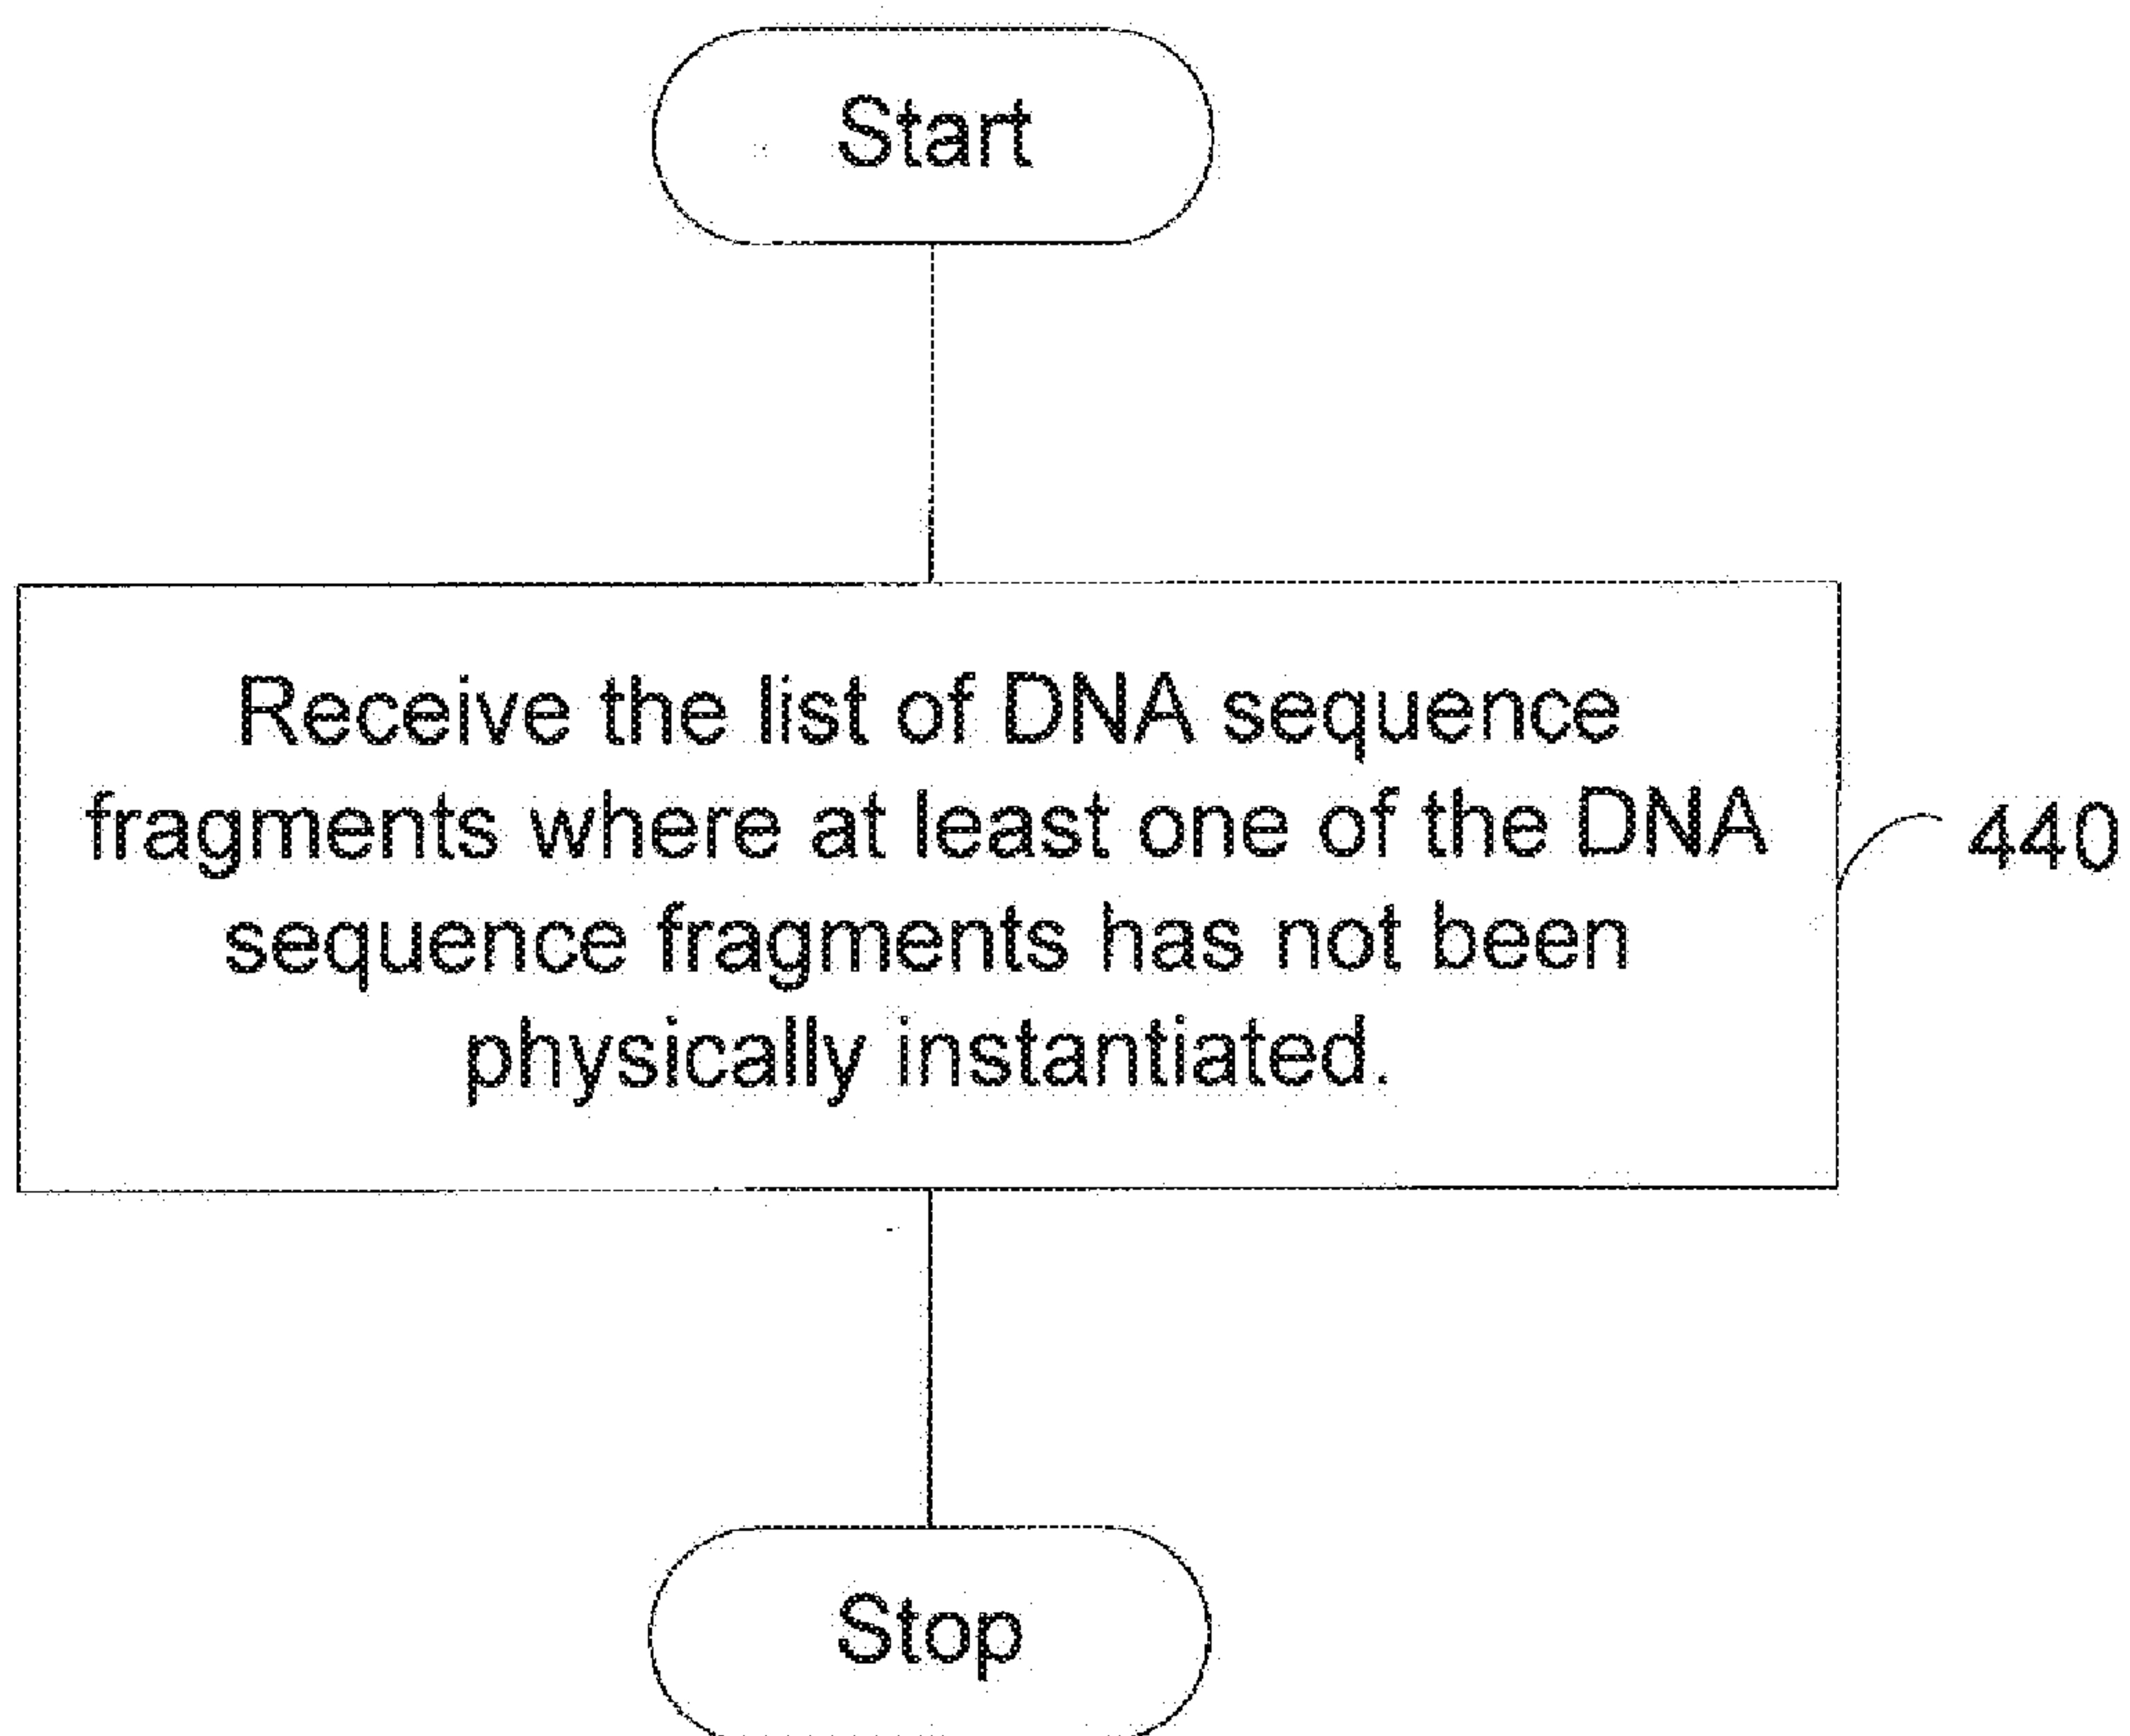 Start
Receive the list of DNA sequence
fragments where at least one of the DNA
sequence fragments has not been
physically instantiated.
440
Stop